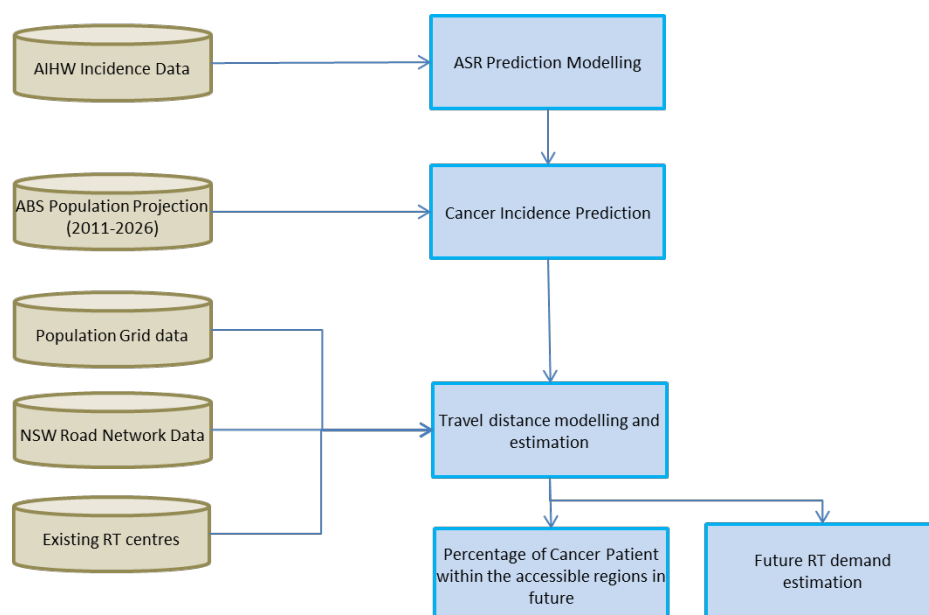 AIHW Incidence Data
ASR Prediction Modelling
ABS Population Projection
(2011-2026)
Cancer Incidence Prediction
Population Grid data
NSW Road Network Data
Travel distance modelling and
estimation
Existing RT centres
Percentage of Cancer Patient
within the accessible regions in
future
Future RT demand
estimation